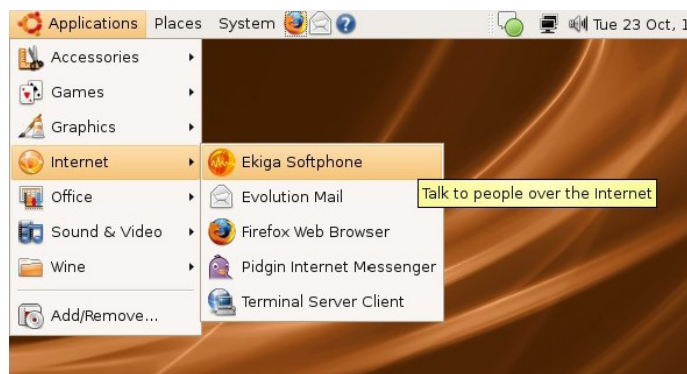 Applications Places System Tue 23 Oct, 1
Accessories
Games
Graphics
Internet
Office
Sound & Video
Wine
Add/Remove...
Ekiga Softphone
Evolution Mail
Firefox Web Browser
Pidgin Internet Messenger
Terminal Server Client
Talk to people over the Internet